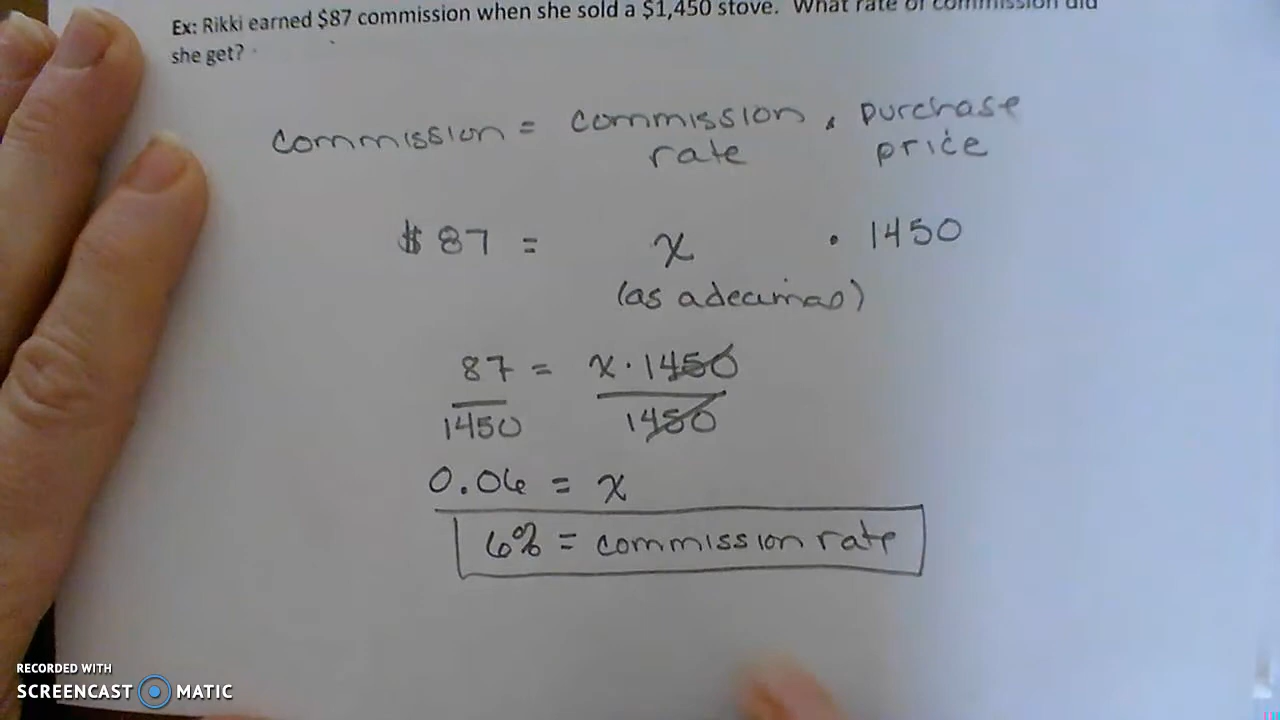 Ex: Rikki earned $87 commission when she sold a $1,450 stove. What rate of commission did
she get?
commission = commission rate · purchase price
$87 = x · 1450
(as a decimal)
87 = x · 1450
1450 1450
0.06 = x
6% = commission rate
RECORDED WITH
SCREENCAST MATIC